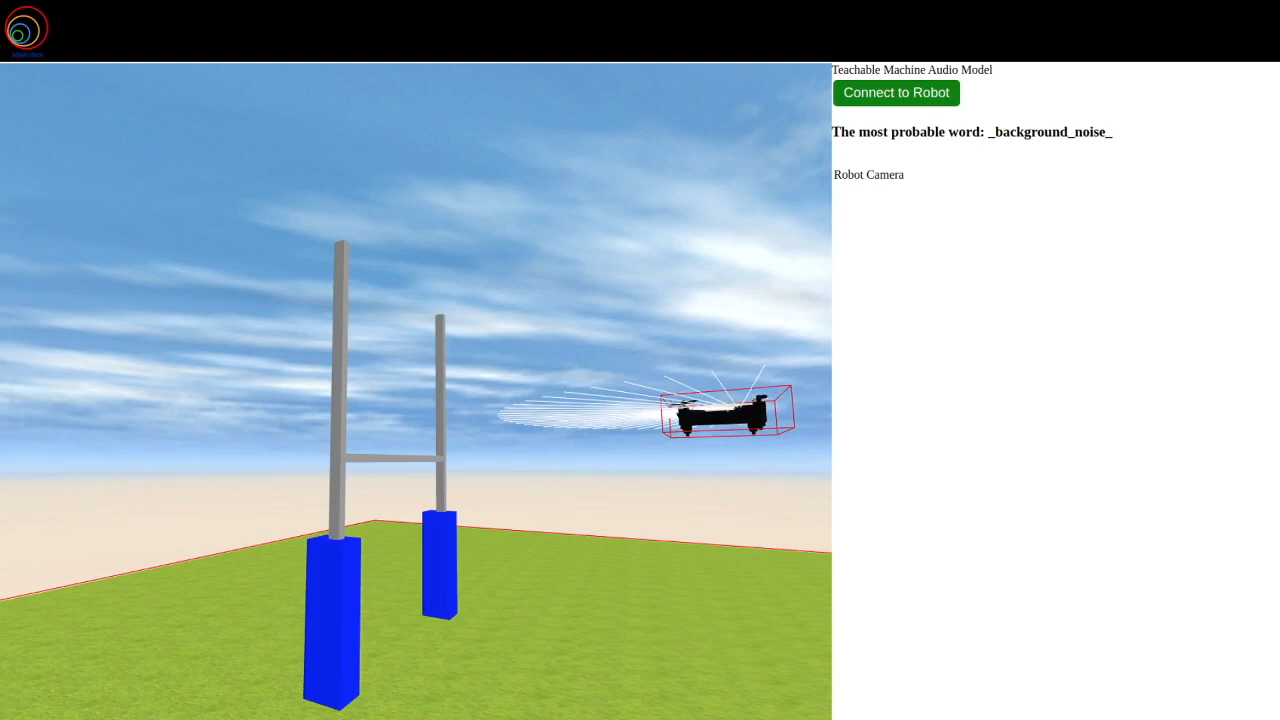 Teachable Machine Audio Model
Connect to Robot
The most probable word: _background_noise_
Robot Camera